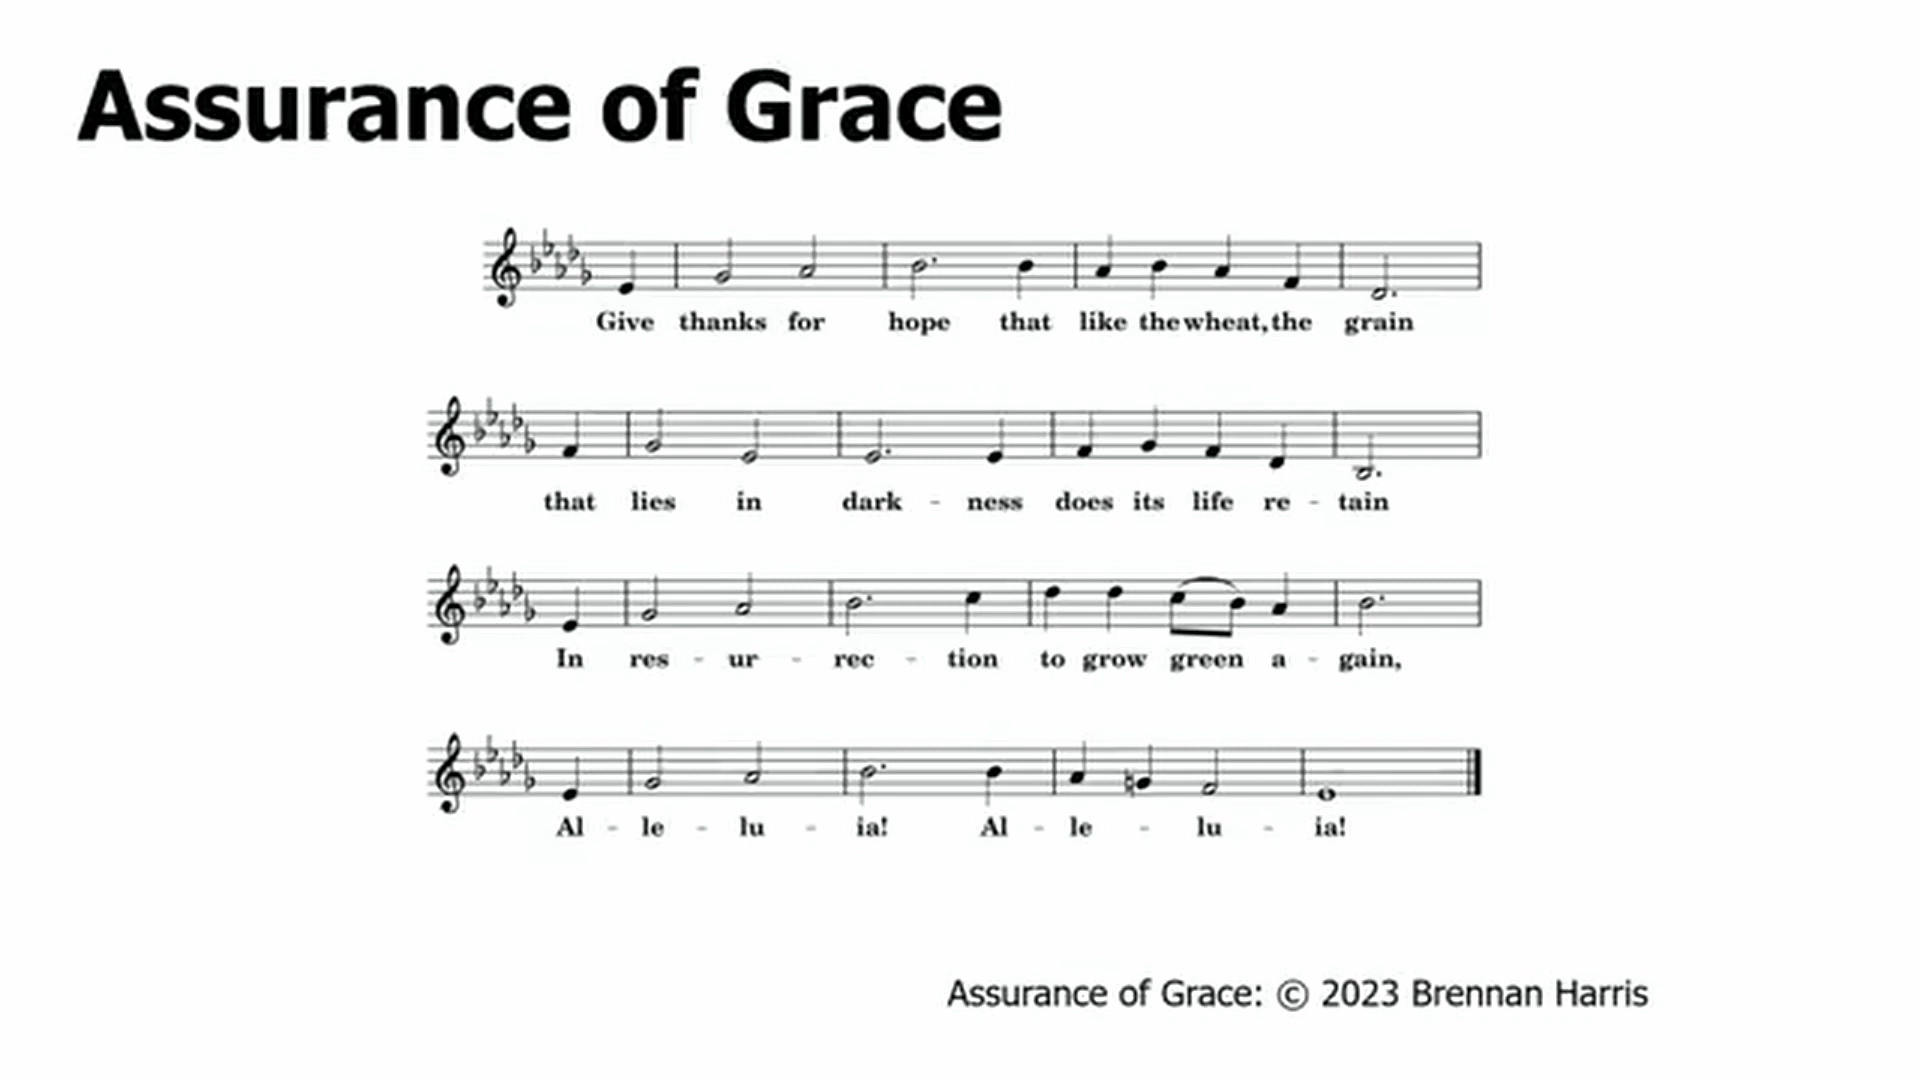 Assurance of Grace
Give thanks for hope that like the wheat, the grain
that lies in dark - ness does its life re - tain
In res - ur - rec - tion to grow green a - gain,
Al - le - lu - ia! Al - le - lu - ia!
Assurance of Grace: © 2023 Brennan Harris